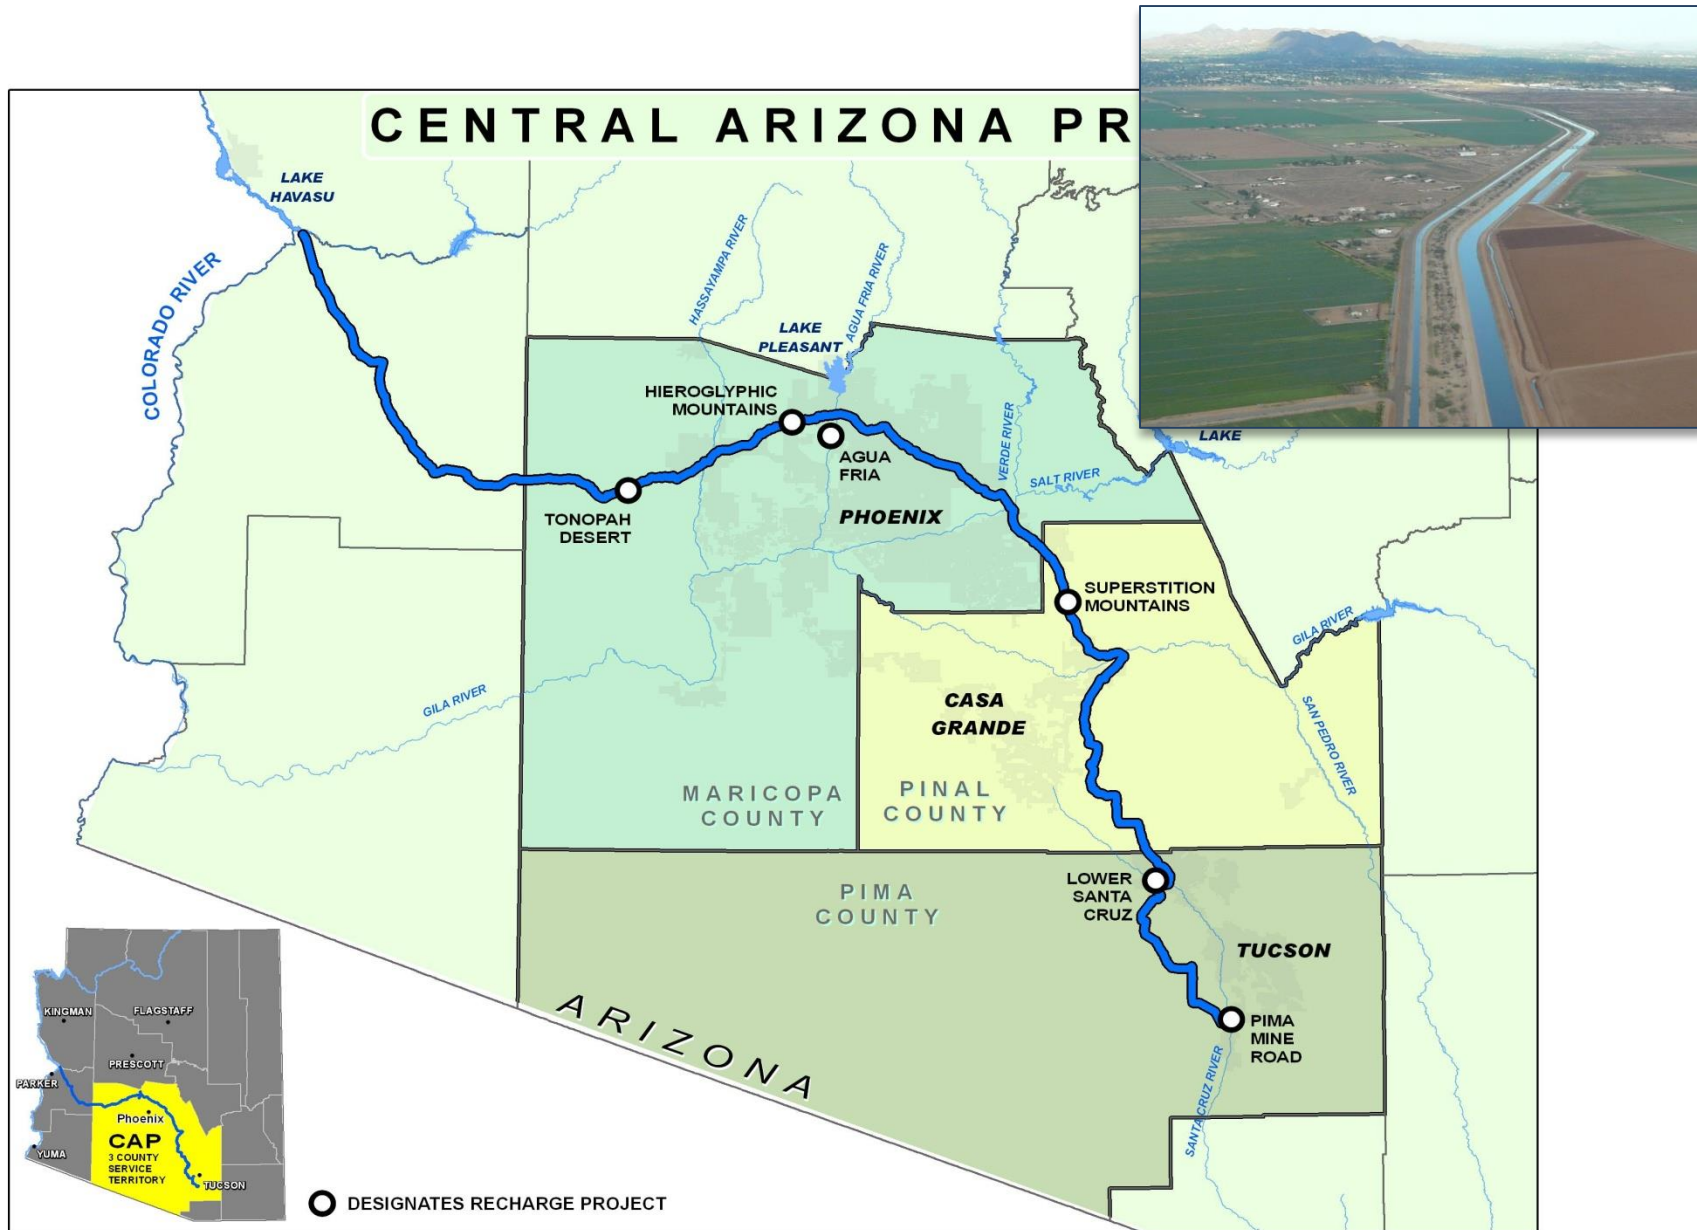 CENTRAL ARIZONA PR
LAKE
HAVASU
COLORADO RIVER
HASSAYAMPA RIVER
AGUA FRIA RIVER
LAKE
PLEASANT
HIEROGLYPHIC
MOUNTAINS
AGUA
FRIA
VERDE RIVER
SALT RIVER
LAKE
TONOPAH
DESERT
PHOENIX
SUPERSTITION
MOUNTAINS
GILA RIVER
GILA RIVER
SAN PEDRO RIVER
CASA
GRANDE
MARICOPA
COUNTY
PINAL
COUNTY
PIMA
COUNTY
LOWER
SANTA
CRUZ
TUCSON
PIMA
MINE
ROAD
SANTA CRUZ RIVER
ARIZONA
KINGMAN
FLAGSTAFF
PRESCOTT
PARKER
Phoenix
CAP
3 COUNTY
SERVICE
TERRITORY
YUMA
TUCSON
DESIGNATES RECHARGE PROJECT